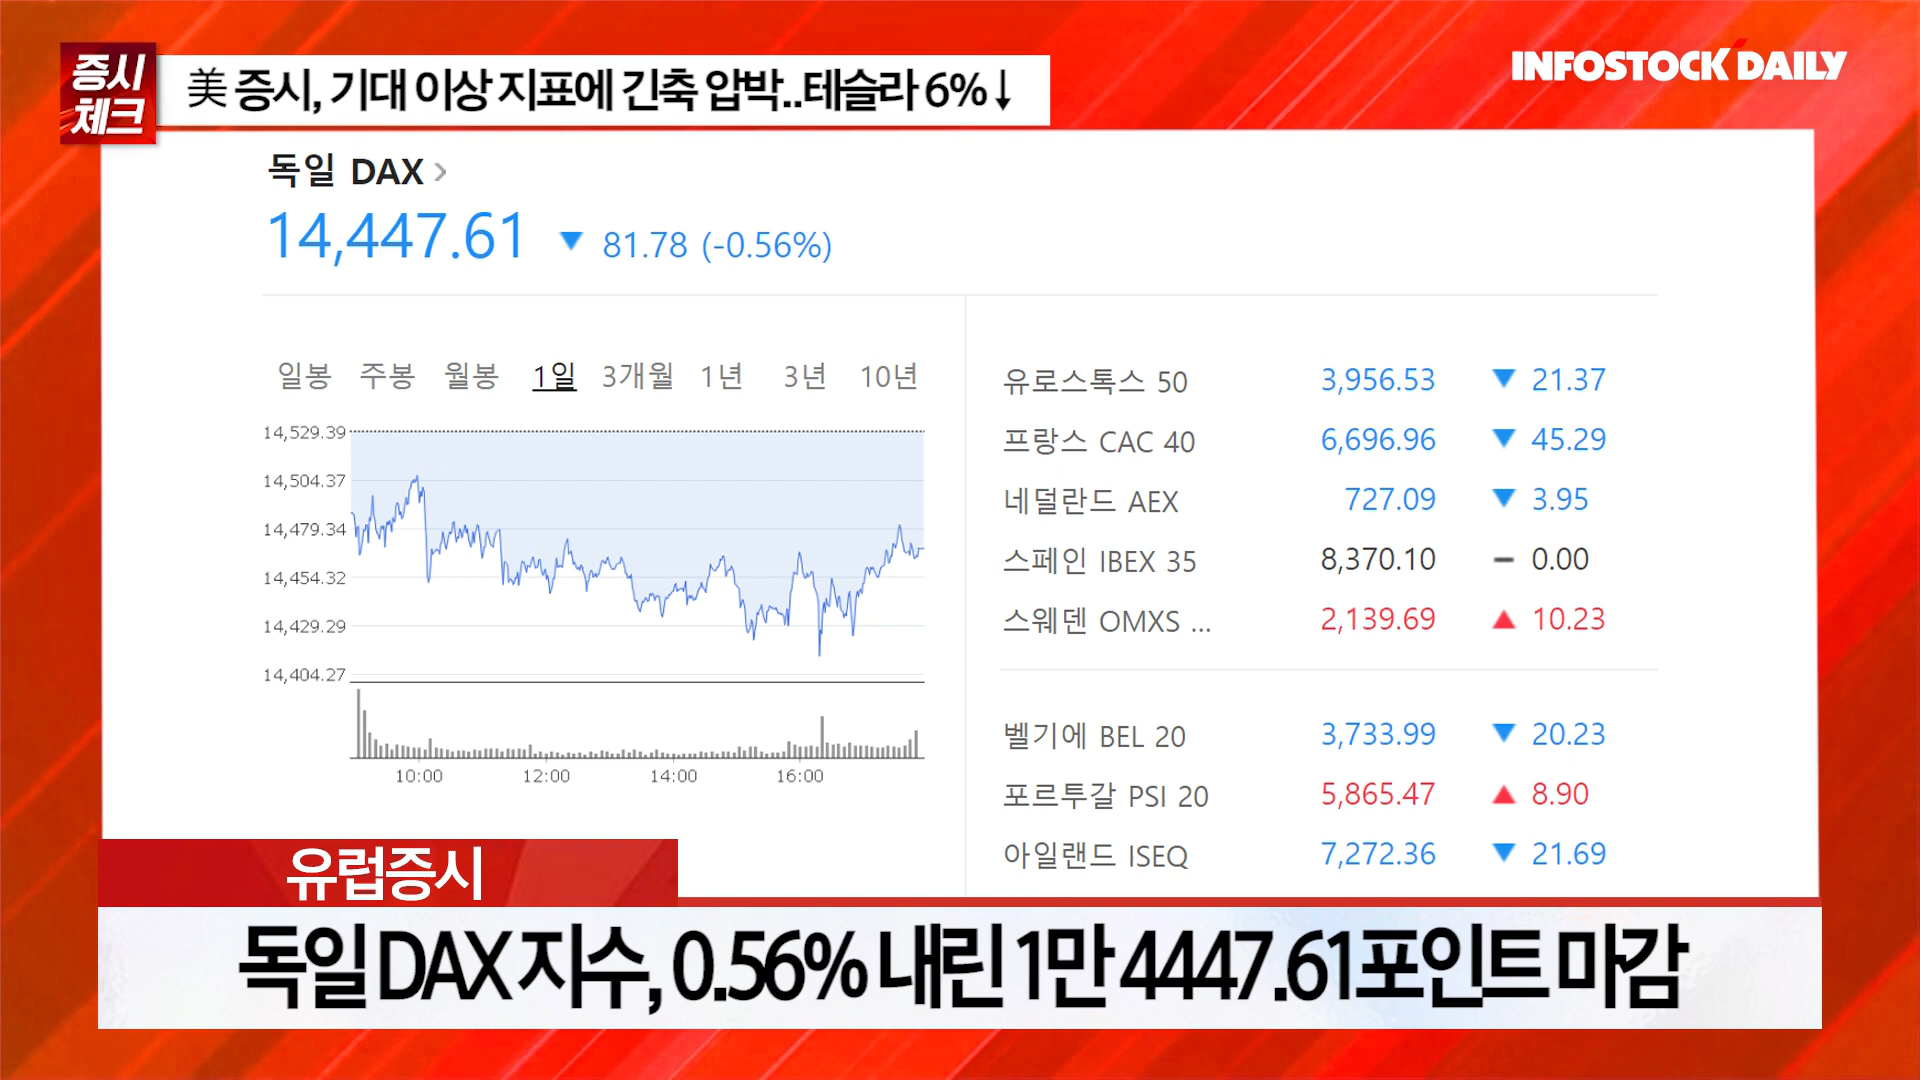 증시
체크
美 증시, 기대 이상 지표에 긴축 압박..테슬라 6%↓
INFOSTOCK DAILY
독일 DAX >
14,447.61 ▼ 81.78 (-0.56%)
일봉 주봉 월봉 1일 3개월 1년 3년 10년
14,529.39
14,504.37
14,479.34
14,454.32
14,429.29
14,404.27
10:00 12:00 14:00 16:00
유로스톡스 50 3,956.53 ▼ 21.37
프랑스 CAC 40 6,696.96 ▼ 45.29
네덜란드 AEX 727.09 ▼ 3.95
스페인 IBEX 35 8,370.10 − 0.00
스웨덴 OMXS ... 2,139.69 ▲ 10.23
벨기에 BEL 20 3,733.99 ▼ 20.23
포르투갈 PSI 20 5,865.47 ▲ 8.90
아일랜드 ISEQ 7,272.36 ▼ 21.69
유럽증시
독일 DAX 지수, 0.56% 내린 1만 4447.61포인트 마감